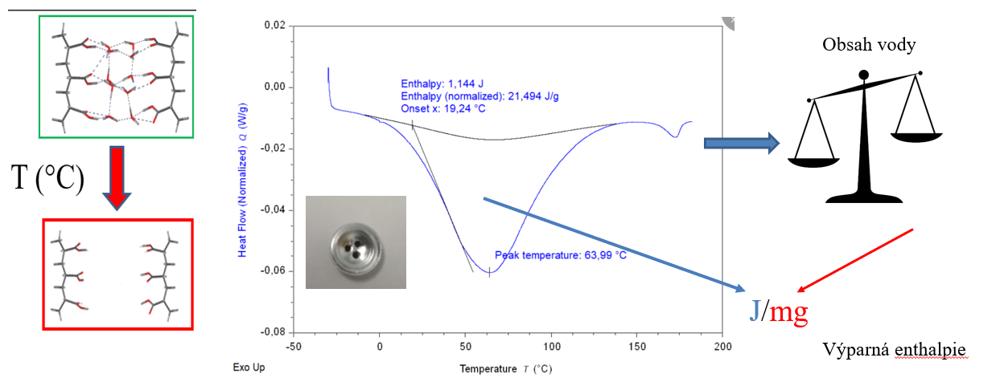 T (°C)
0,02
0,00
-0,02
-0,04
-0,06
-0,08
Heat Flow (Normalized) Q (W/g)
Enthalpy: 1,144 J
Enthalpy (normalized): 21,494 J/g
Onset x: 19,24 °C
Peak temperature: 63,99 °C
-50
0
50
100
150
200
Exo Up
Temperature T (°C)
Obsah vody
J/mg
Výparná enthalpie